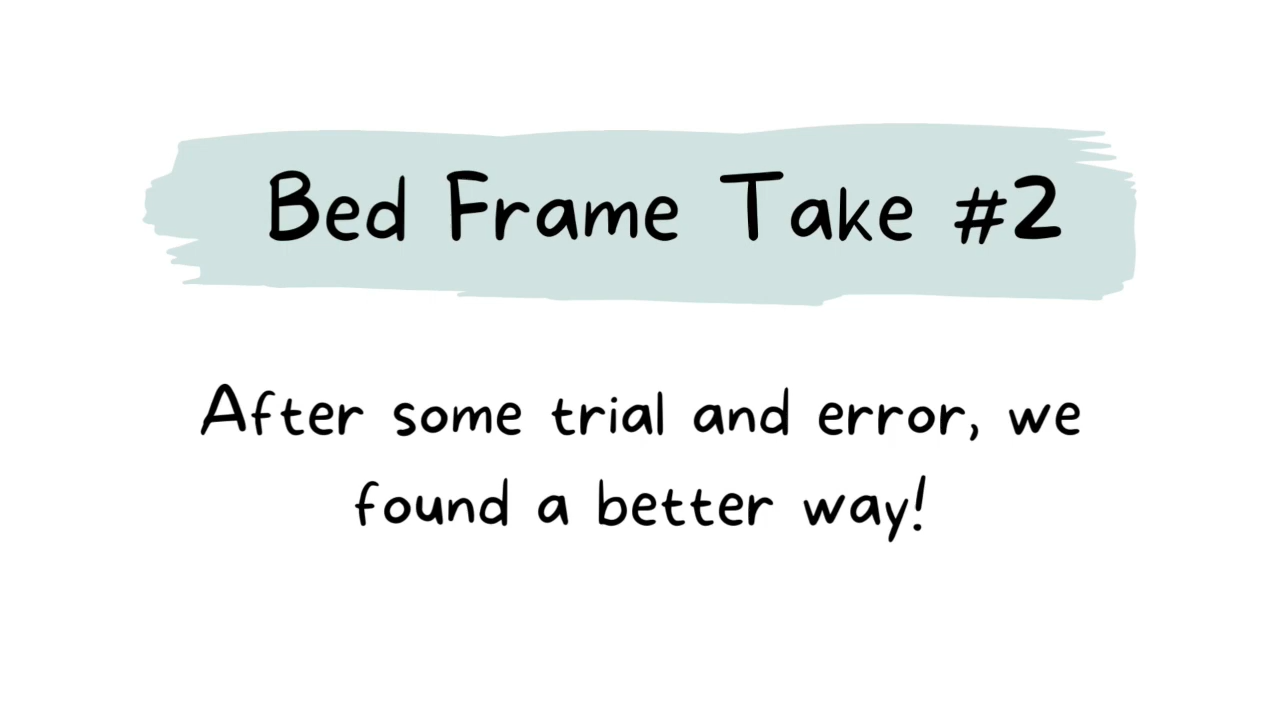 Bed Frame Take #2
After some trial and error, we
found a better way!